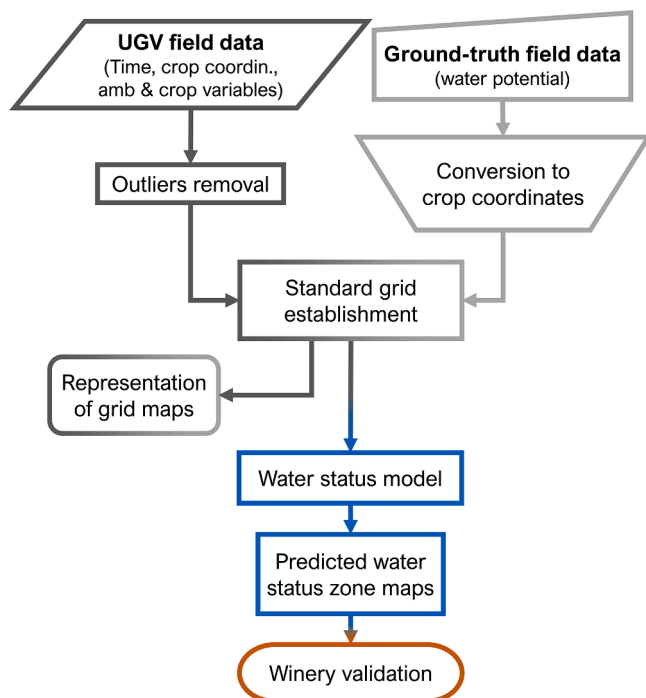 UGV field data
(Time, crop coordin.,
amb & crop variables)
Ground-truth field data
(water potential)
Outliers removal
Conversion to
crop coordinates
Standard grid
establishment
Representation
of grid maps
Water status model
Predicted water
status zone maps
Winery validation